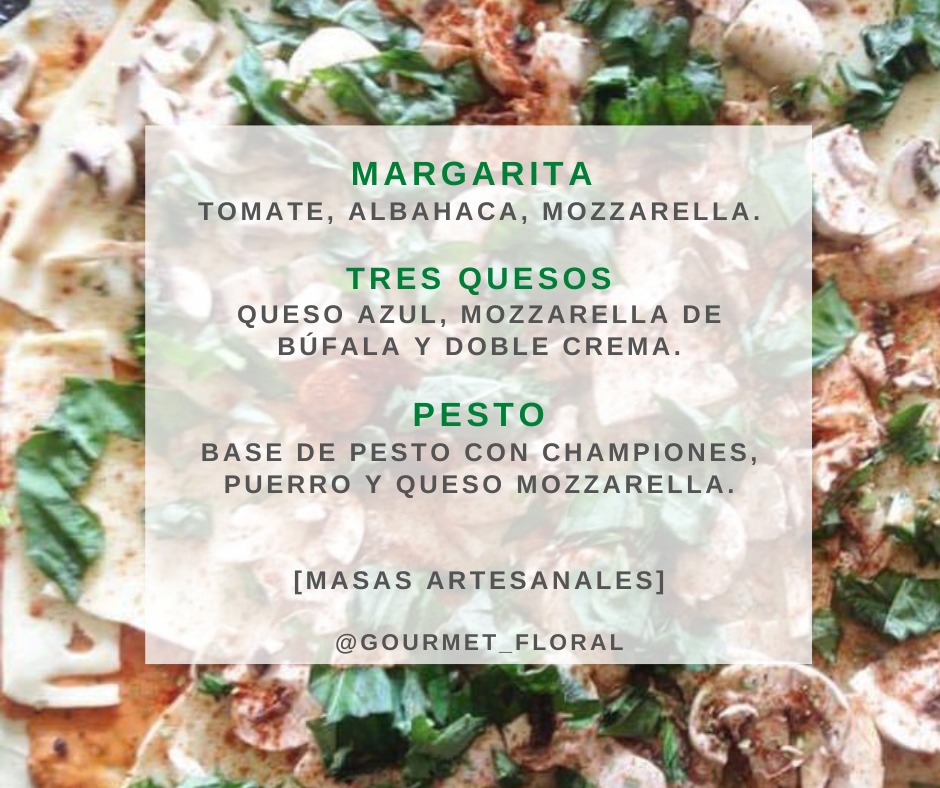 MARGARITA
TOMATE, ALBAHACA, MOZZARELLA.
TRES QUESOS
QUESO AZUL, MOZZARELLA DE
BÚFALA Y DOBLE CREMA.
PESTO
BASE DE PESTO CON CHAMPIONES,
PUERRO Y QUESO MOZZARELLA.
[MASAS ARTESANALES]
@GOURMET_FLORAL